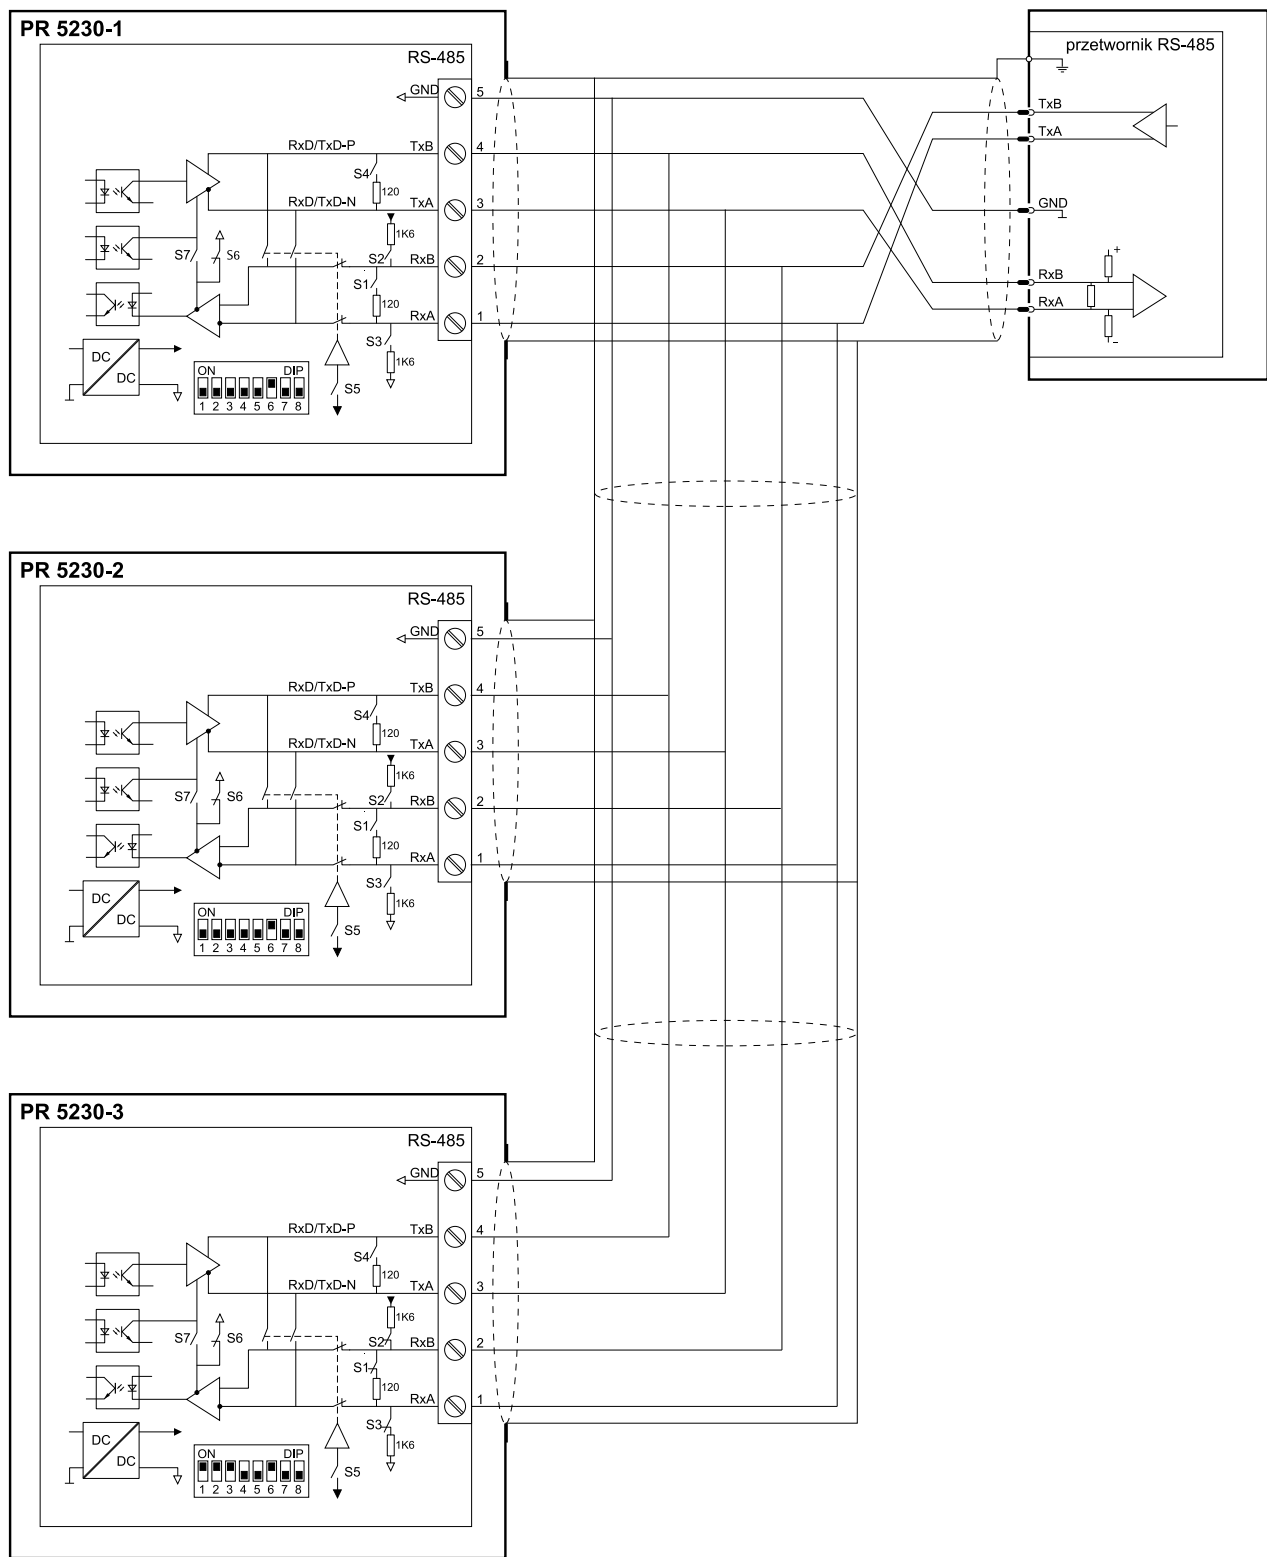 PR 5230-1
RS-485
GND 5
RxD/TxD-P TxB 4
S4
120
RxD/TxD-N TxA 3
1K6
S7 S6 S2 RxB 2
S1
120
RxA 1
S3
1K6
DC
DC
ON DIP
1 2 3 4 5 6 7 8
S5
przetwornik RS-485
TxB
TxA
GND
+
RxB
RxA
-
PR 5230-2
RS-485
GND 5
RxD/TxD-P TxB 4
S4
120
RxD/TxD-N TxA 3
1K6
S7 S6 S2 RxB 2
S1
120
RxA 1
S3
1K6
DC
DC
ON DIP
1 2 3 4 5 6 7 8
S5
PR 5230-3
RS-485
GND 5
RxD/TxD-P TxB 4
S4
120
RxD/TxD-N TxA 3
1K6
S7 S6 S2 RxB 2
S1
120
RxA 1
S3
1K6
DC
DC
ON DIP
1 2 3 4 5 6 7 8
S5